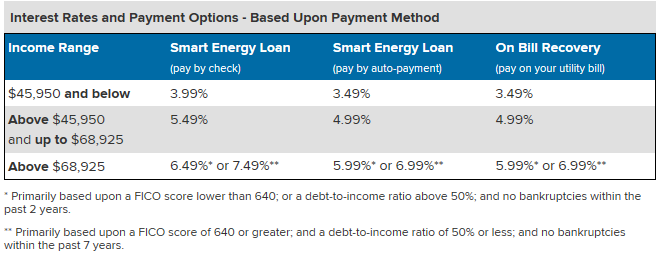 Interest Rates and Payment Options - Based Upon Payment Method
Income Range Smart Energy Loan Smart Energy Loan On Bill Recovery
(pay by check) (pay by auto-payment) (pay on your utility bill)
$45,950 and below 3.99% 3.49% 3.49%
Above $45,950 5.49% 4.99% 4.99%
and up to $68,925
Above $68,925 6.49%* or 7.49%** 5.99%* or 6.99%** 5.99%* or 6.99%**
* Primarily based upon a FICO score lower than 640; or a debt-to-income ratio above 50%; and no bankruptcies within the
past 2 years.
** Primarily based upon a FICO score of 640 or greater; and a debt-to-income ratio of 50% or less; and no bankruptcies
within the past 7 years.